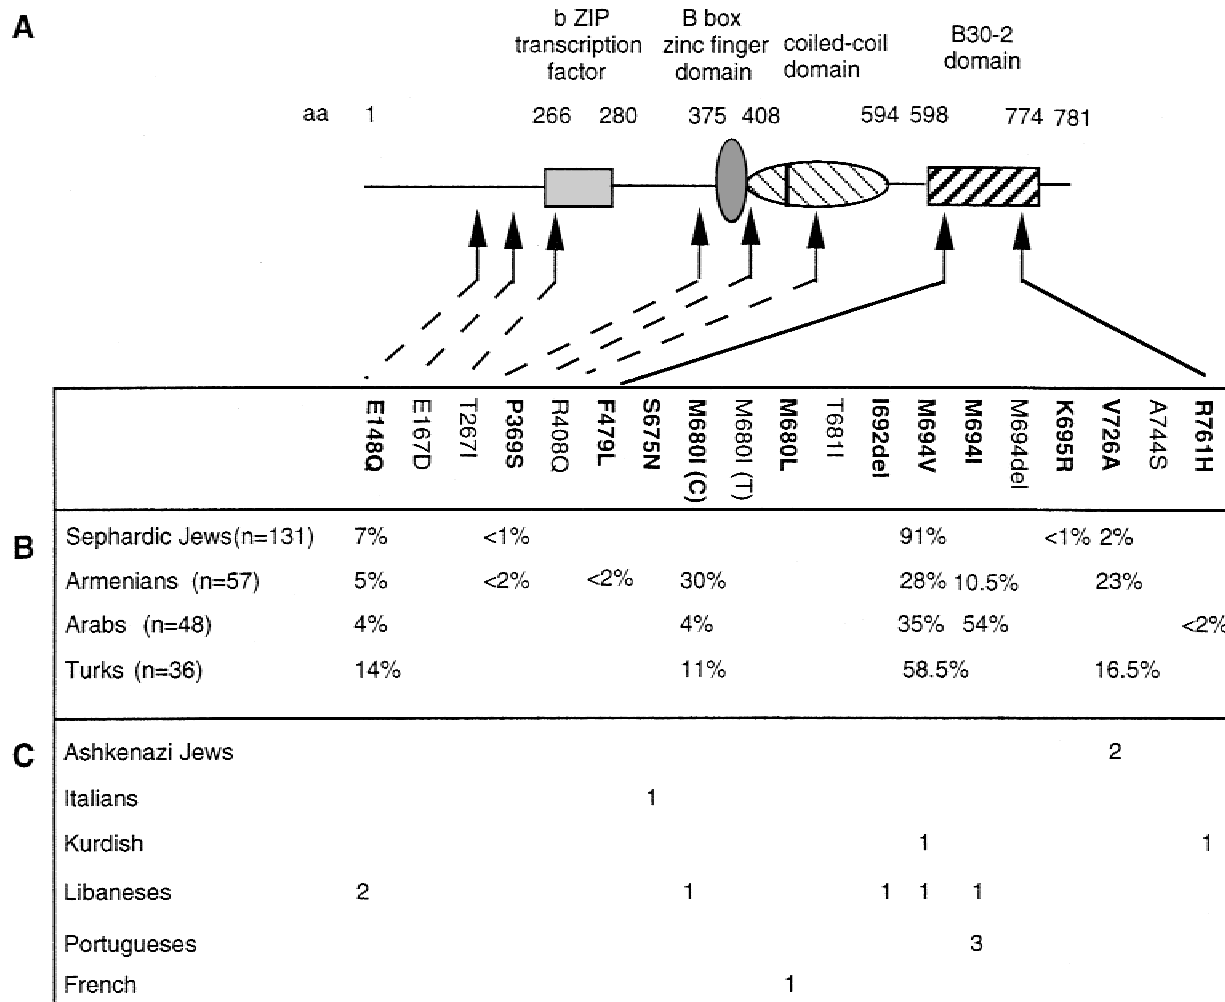 A
b ZIP transcription factor
B box zinc finger domain
coiled-coil domain
B30-2 domain
aa 1 266 280 375 408 594 598 774 781
E148Q E167D T267I P369S R408Q F479L S675N M680I (C) M680I (T) M680L T681I I692del M694V M694I M694del K695R V726A A744S R761H
B
Sephardic Jews(n=131) 7% <1% 91% <1% 2%
Armenians (n=57) 5% <2% <2% 30% 28% 10.5% 23%
Arabs (n=48) 4% 4% 35% 54% <2%
Turks (n=36) 14% 11% 58.5% 16.5%
C
Ashkenazi Jews 2
Italians 1
Kurdish 1 1
Libaneses 2 1 1 1 1
Portugueses 3
French 1